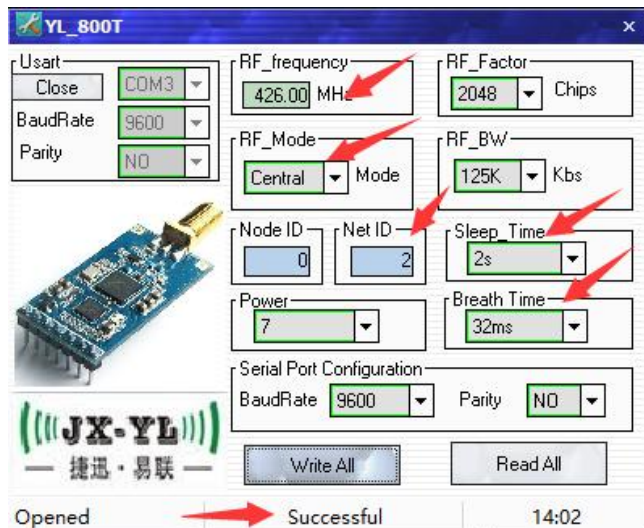 YL_800T
Usart
Close
COM3
BaudRate
9600
Parity
NO
RF_frequency
426.00 MHz
RF_Factor
2048 Chips
RF_Mode
Central Mode
RF_BW
125K Kbs
Node ID
0
Net ID
2
Sleep_Time
2s
Power
7
Breath Time
32ms
Serial Port Configuration
BaudRate 9600 Parity NO
(((JX-YL)))
捷迅·易联
Write All
Read All
Opened
Successful
14:02